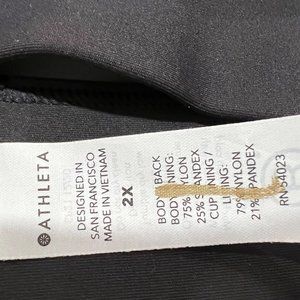 ATHLETA
DESIGNED IN
SAN FRANCISCO
MADE IN VIETNAM
2X
BODY BACK
BODY LINING:
75% NYLON
25% SPANDEX
CUP LINING /
LINING:
79% NYLON
21% SPANDEX
RN 54023